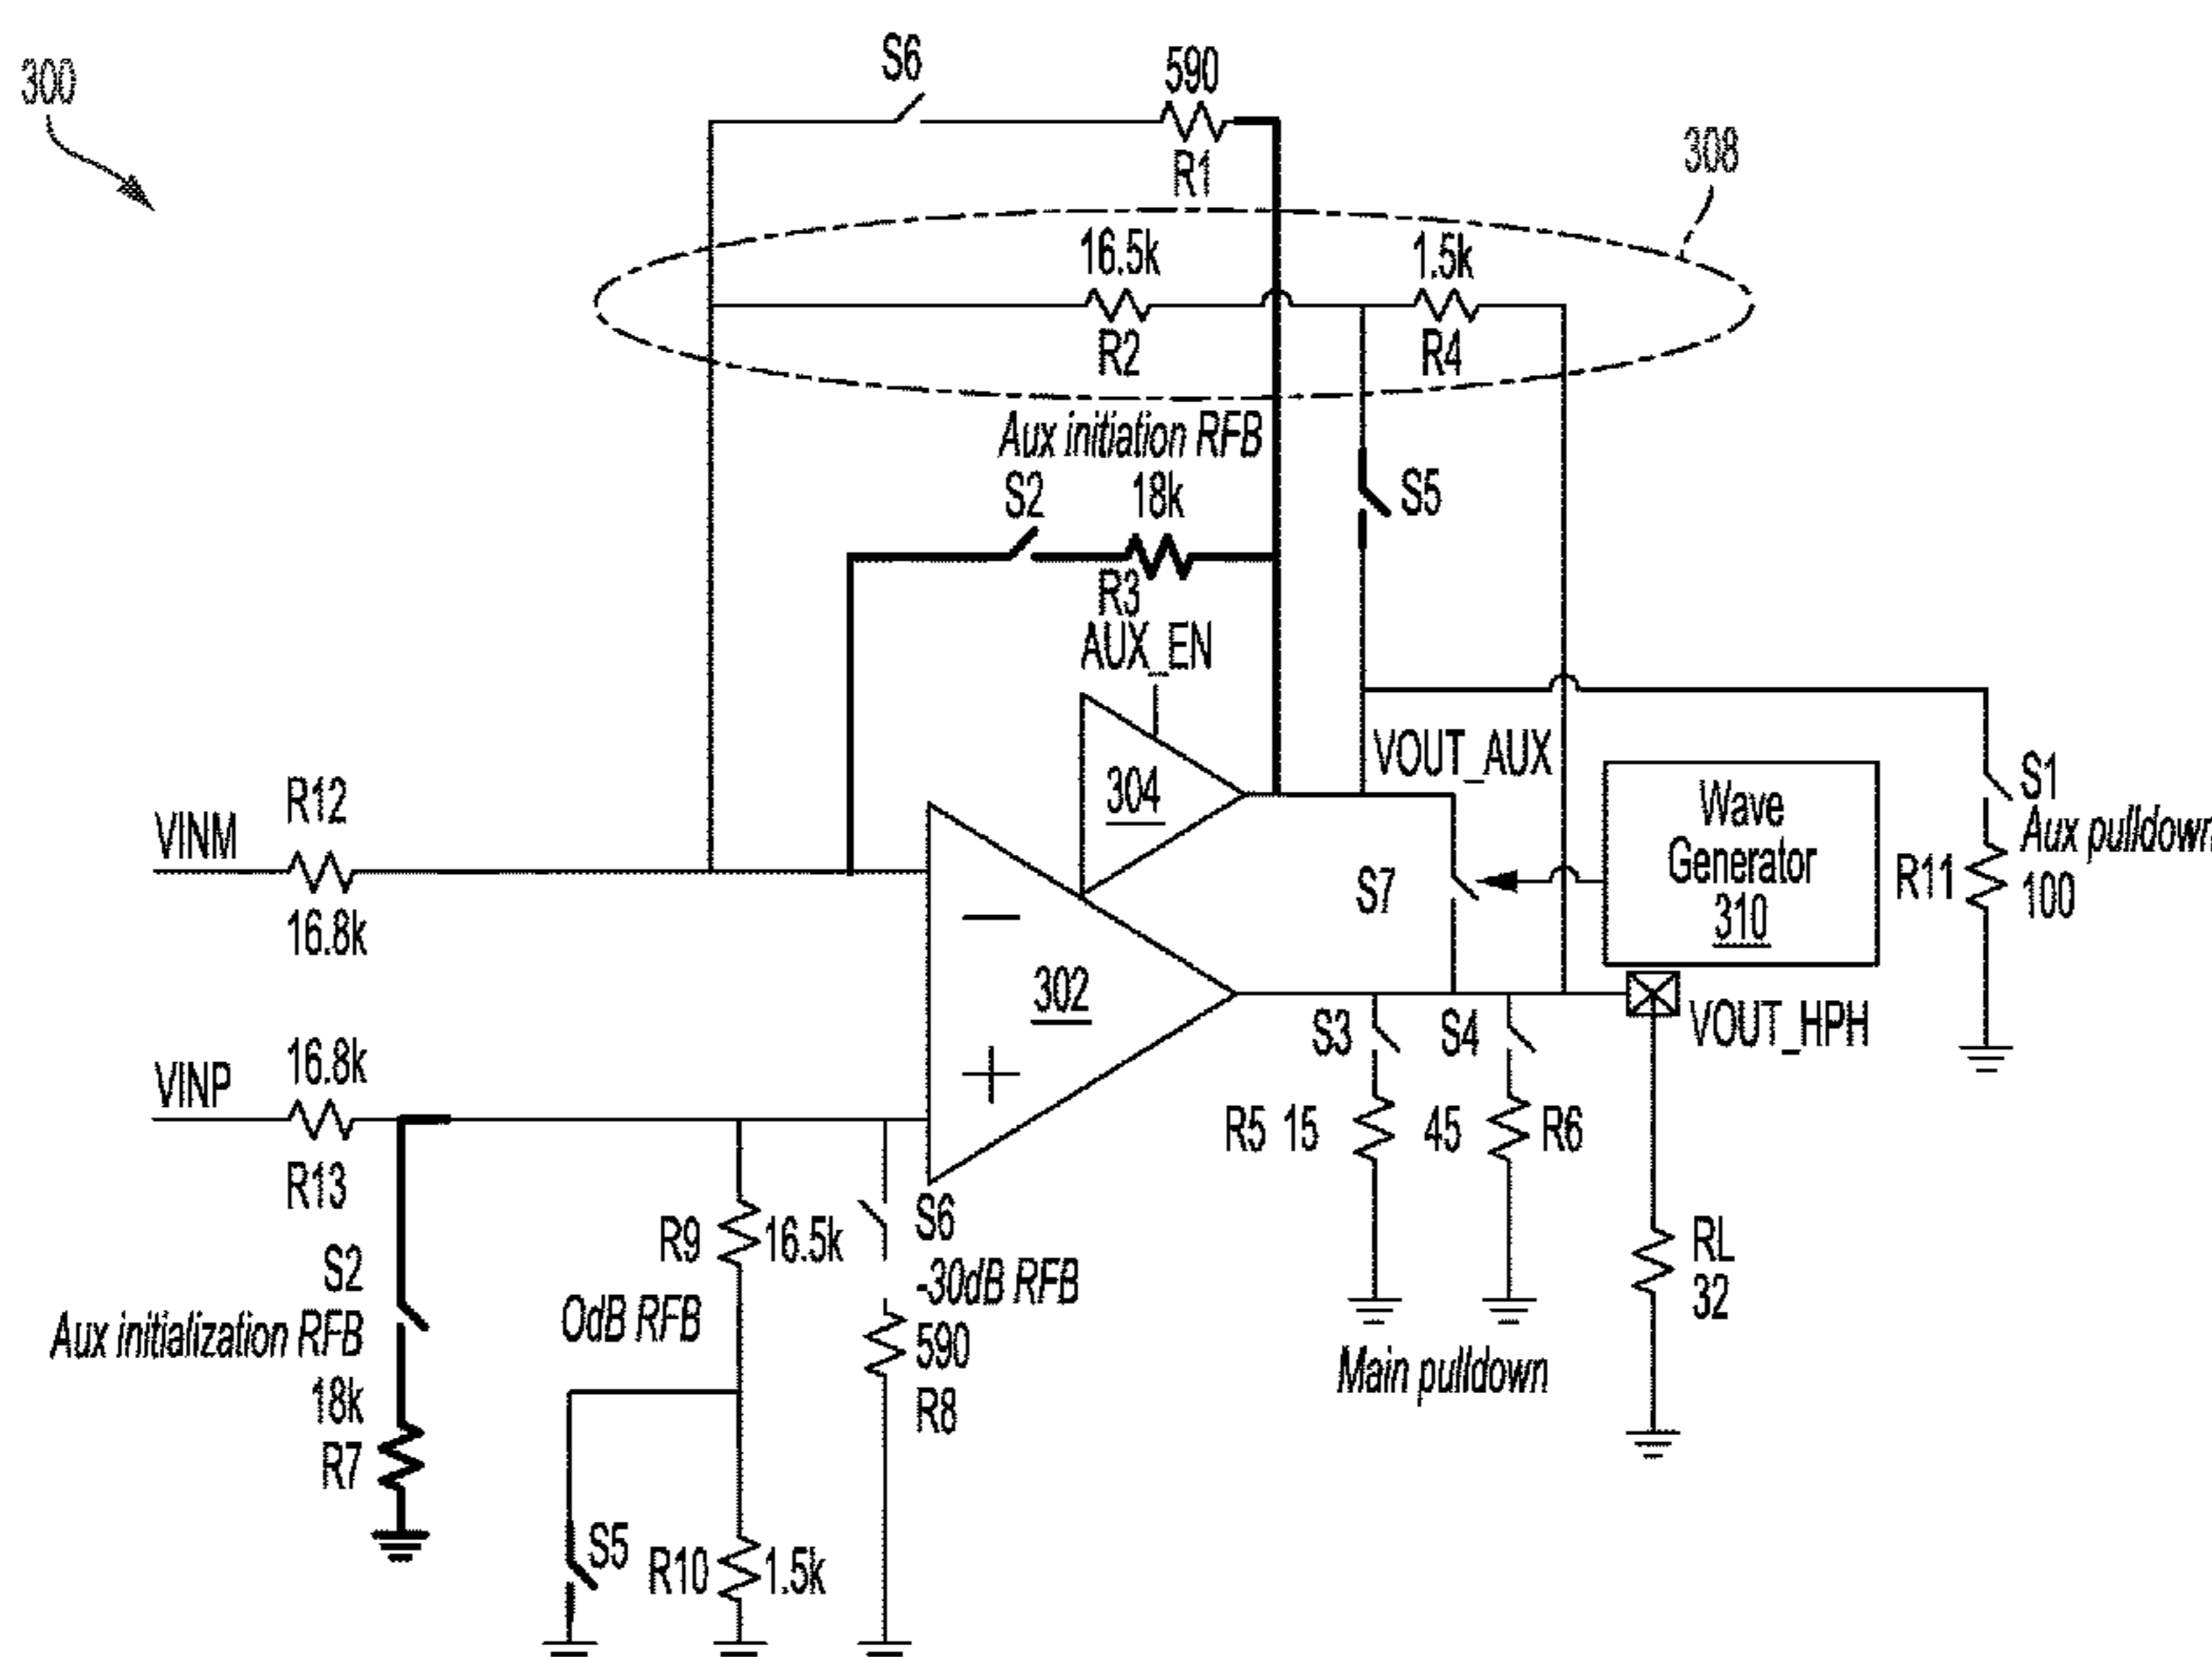 300
S6
590
R1
308
16.5k
1.5k
R2
R4
Aux initiation RFB
S2
18k
S5
R3
AUX_EN
VOUT_AUX
304
Wave
Generator
310
S1
Aux pulldown
R11
100
R12
VINM
16.8k
S7
302
VOUT_HPH
S3
S4
16.8k
VINP
R13
R5 15
45
R6
S2
Aux initialization RFB
18k
R7
R9
16.5k
S6
-30dB RFB
590
R8
0dB RFB
RL
32
Main pulldown
S5
R10
1.5k